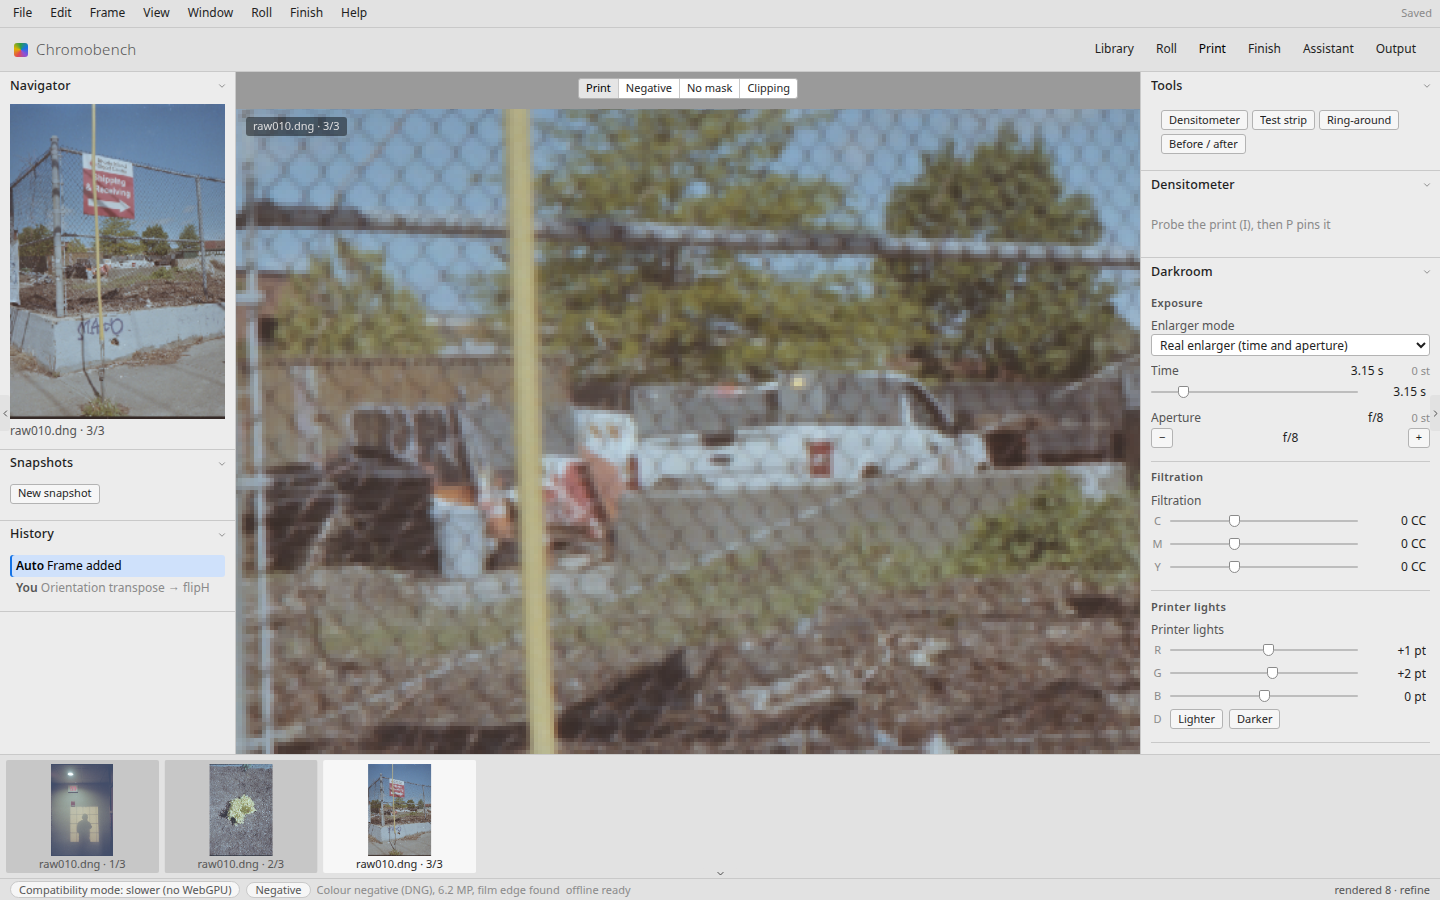 File Edit Frame View Window Roll Finish Help Saved
Chromobench Library Roll Print Finish Assistant Output
Navigator
Shipping
& Receiving
raw010.dng · 3/3
Snapshots
New snapshot
History
Auto Frame added
You Orientation transpose → flipH
Print Negative No mask Clipping
raw010.dng · 3/3
Tools
Densitometer Test strip Ring-around
Before / after
Densitometer
Probe the print (I), then P pins it
Darkroom
Exposure
Enlarger mode
Real enlarger (time and aperture)
Time 3.15 s 0 st
3.15 s
Aperture f/8 0 st
− f/8 +
Filtration
Filtration
C 0 CC
M 0 CC
Y 0 CC
Printer lights
Printer lights
R +1 pt
G +2 pt
B 0 pt
D Lighter Darker
raw010.dng · 1/3
raw010.dng · 2/3
raw010.dng · 3/3
Compatibility mode: slower (no WebGPU) Negative Colour negative (DNG), 6.2 MP, film edge found offline ready rendered 8 · refine